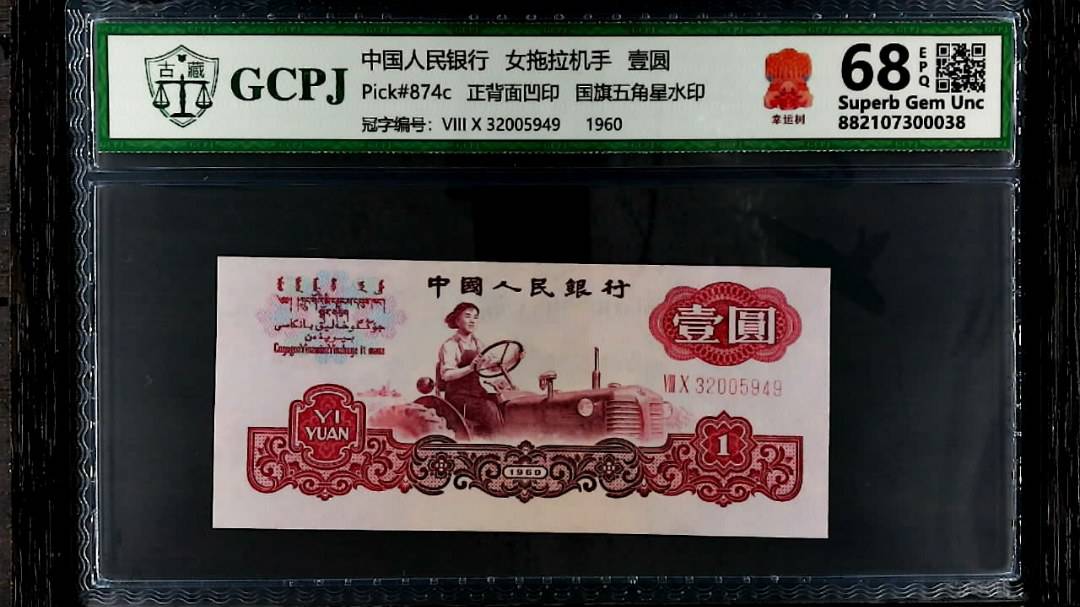 古 藏
GCPJ
中国人民银行 女拖拉机手 壹圆
Pick#874c 正背面凹印 国旗五角星水印
冠字编号：VIII X 32005949 1960
幸运树
68 EPQ
Superb Gem Unc
882107300038
中國人民銀行
壹圓
VIII X 32005949
YI
YUAN
1960
1